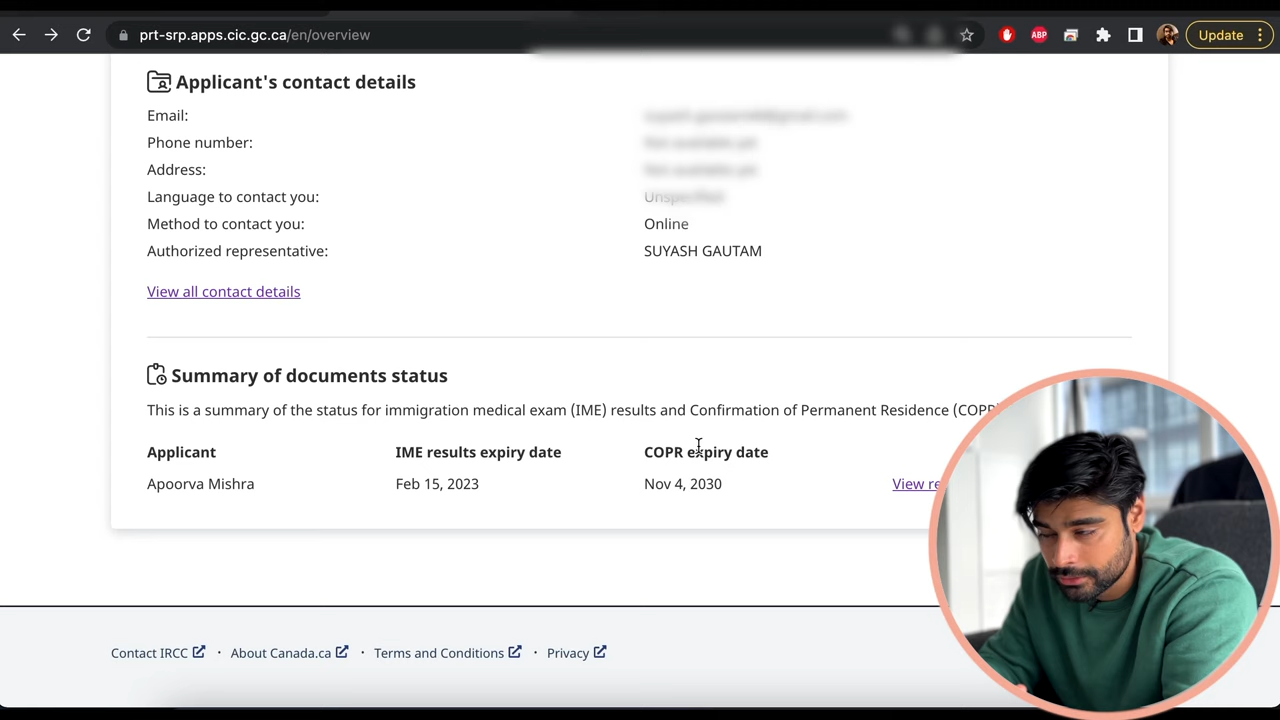 prt-srp.apps.cic.gc.ca/en/overview
ABP
Update
Applicant's contact details
Email:
Phone number:
Address:
Language to contact you: Unspecified
Method to contact you: Online
Authorized representative: SUYASH GAUTAM
View all contact details
Summary of documents status
This is a summary of the status for immigration medical exam (IME) results and Confirmation of Permanent Residence (COPR)
Applicant IME results expiry date COPR expiry date
Apoorva Mishra Feb 15, 2023 Nov 4, 2030 View
Contact IRCC · About Canada.ca · Terms and Conditions · Privacy